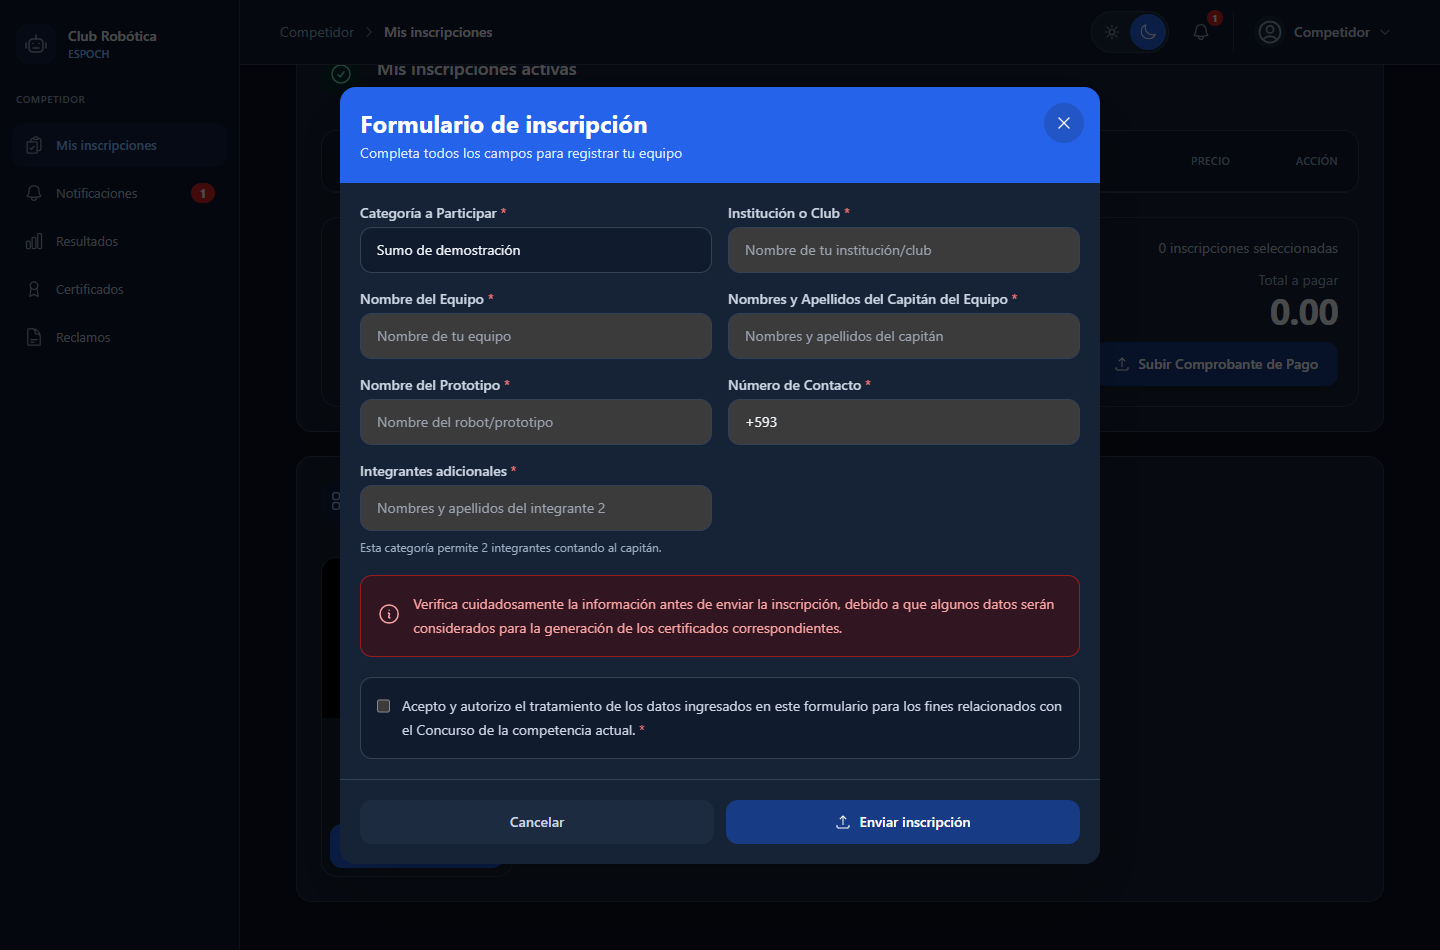 Club Robótica
ESPOCH
COMPETIDOR
Mis inscripciones
Notificaciones
1
Resultados
Certificados
Reclamos
Competidor
Mis inscripciones
1
Competidor
Mis inscripciones activas
PRECIO
ACCIÓN
0 inscripciones seleccionadas
Total a pagar
0.00
Subir Comprobante de Pago
Formulario de inscripción
Completa todos los campos para registrar tu equipo
Categoría a Participar *
Institución o Club *
Sumo de demostración
Nombre de tu institución/club
Nombre del Equipo *
Nombres y Apellidos del Capitán del Equipo *
Nombre de tu equipo
Nombres y apellidos del capitán
Nombre del Prototipo *
Número de Contacto *
Nombre del robot/prototipo
+593
Integrantes adicionales *
Nombres y apellidos del integrante 2
Esta categoría permite 2 integrantes contando al capitán.
Verifica cuidadosamente la información antes de enviar la inscripción, debido a que algunos datos serán
considerados para la generación de los certificados correspondientes.
Acepto y autorizo el tratamiento de los datos ingresados en este formulario para los fines relacionados con
el Concurso de la competencia actual. *
Cancelar
Enviar inscripción